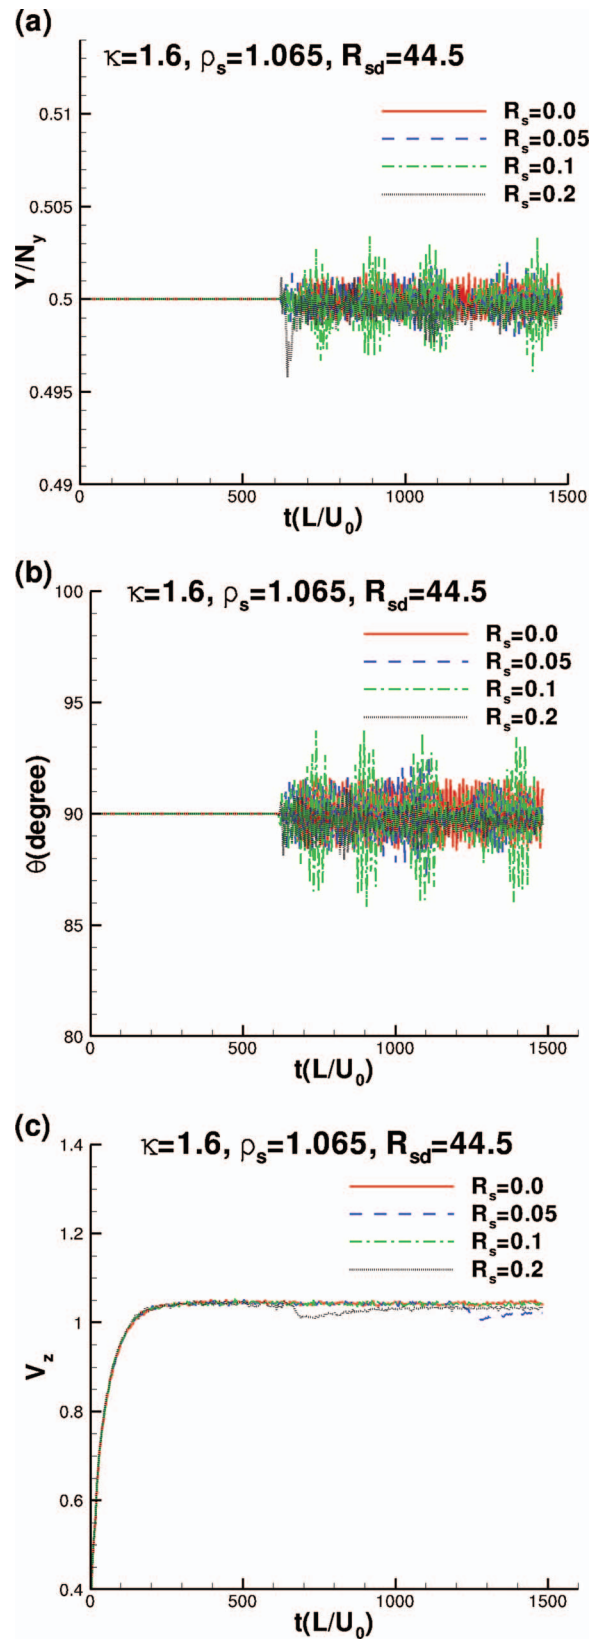 (a)
κ=1.6, ρs=1.065, Rsd=44.5
Rs=0.0
Rs=0.05
Rs=0.1
Rs=0.2
0.51
0.505
0.5
0.495
0.49
Y/Ny
0 500 1000 1500
t(L/U0)
(b)
κ=1.6, ρs=1.065, Rsd=44.5
Rs=0.0
Rs=0.05
Rs=0.1
Rs=0.2
100
95
90
85
80
θ(degree)
0 500 1000 1500
t(L/U0)
(c)
κ=1.6, ρs=1.065, Rsd=44.5
Rs=0.0
Rs=0.05
Rs=0.1
Rs=0.2
1.4
1.2
1
0.8
0.6
0.4
Vz
0 500 1000 1500
t(L/U0)